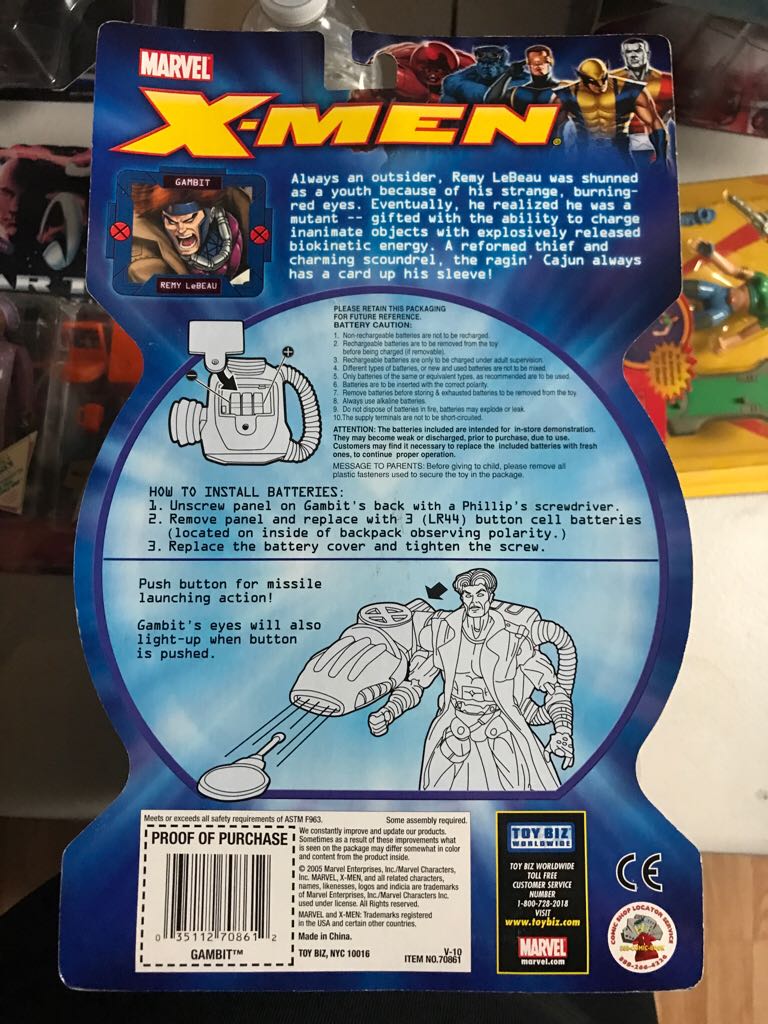 MARVEL
X-MEN
GAMBIT
REMY LeBEAU
Always an outsider, Remy LeBeau was shunned
as a youth because of his strange, burning-
red eyes. Eventually, he realized he was a
mutant -- gifted with the ability to charge
inanimate objects with explosively released
biokinetic energy. A reformed thief and
charming scoundrel, the ragin' Cajun always
has a card up his sleeve!
PLEASE RETAIN THIS PACKAGING
FOR FUTURE REFERENCE.
BATTERY CAUTION:
1. Non-rechargeable batteries are not to be recharged.
2. Rechargeable batteries are to be removed from the toy
before being charged (if removable).
3. Rechargeable batteries are only to be charged under adult supervision.
4. Different types of batteries, or new and used batteries are not to be mixed.
5. Only batteries of the same or equivalent types, as recommended are to be used.
6. Batteries are to be inserted with the correct polarity.
7. Remove batteries before storing & exhausted batteries to be removed from the toy.
8. Always use alkaline batteries.
9. Do not dispose of batteries in fire, batteries may explode or leak.
10. The supply terminals are not to be short-circuited.
ATTENTION: The batteries included are intended for in-store demonstration.
They may become weak or discharged, prior to purchase, due to use.
Customers may find it necessary to replace the included batteries with fresh
ones, to continue proper operation.
MESSAGE TO PARENTS: Before giving to child, please remove all
plastic fasteners used to secure the toy in the package.
HOW TO INSTALL BATTERIES:
1. Unscrew panel on Gambit's back with a Phillip's screwdriver.
2. Remove panel and replace with 3 (LR44) button cell batteries
(located on inside of backpack observing polarity.)
3. Replace the battery cover and tighten the screw.
Push button for missile
launching action!
Gambit's eyes will also
light-up when button
is pushed.
Meets or exceeds all safety requirements of ASTM F963.
Some assembly required.
PROOF OF PURCHASE
0 35112 70861 2
GAMBIT™
We constantly improve and update our products.
Sometimes as a result of these improvements what
is seen on the package may differ somewhat in color
and content from the product inside.
© 2005 Marvel Enterprises, Inc./Marvel Characters,
Inc. MARVEL, X-MEN, and all related characters,
names, likenesses, logos and indicia are trademarks
of Marvel Enterprises, Inc./Marvel Characters Inc.
used under license. All Rights reserved.
MARVEL and X-MEN: Trademarks registered
in the USA and certain other countries.
Made in China.
TOY BIZ, NYC 10016
V-10
ITEM NO.70861
TOY BIZ
WORLDWIDE
TOY BIZ WORLDWIDE
TOLL FREE
CUSTOMER SERVICE
NUMBER
1-800-728-2018
VISIT
www.toybiz.com
MARVEL
marvel.com
CE
COMIC SHOP LOCATOR SERVICE
888-266-4226